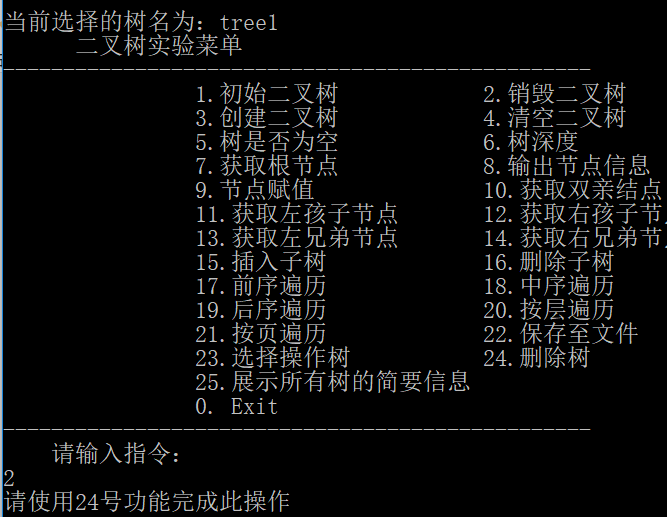 当前选择的树名为：tree1
二叉树实验菜单
--------------------------------------------------
1.初始二叉树 2.销毁二叉树
3.创建二叉树 4.清空二叉树
5.树是否为空 6.树深度
7.获取根节点 8.输出节点信息
9.节点赋值 10.获取双亲结点
11.获取左孩子节点 12.获取右孩子节
13.获取左兄弟节点 14.获取右兄弟节
15.插入子树 16.删除子树
17.前序遍历 18.中序遍历
19.后序遍历 20.按层遍历
21.按页遍历 22.保存至文件
23.选择操作树 24.删除树
25.展示所有树的简要信息
0. Exit
--------------------------------------------------
请输入指令：
2
请使用24号功能完成此操作